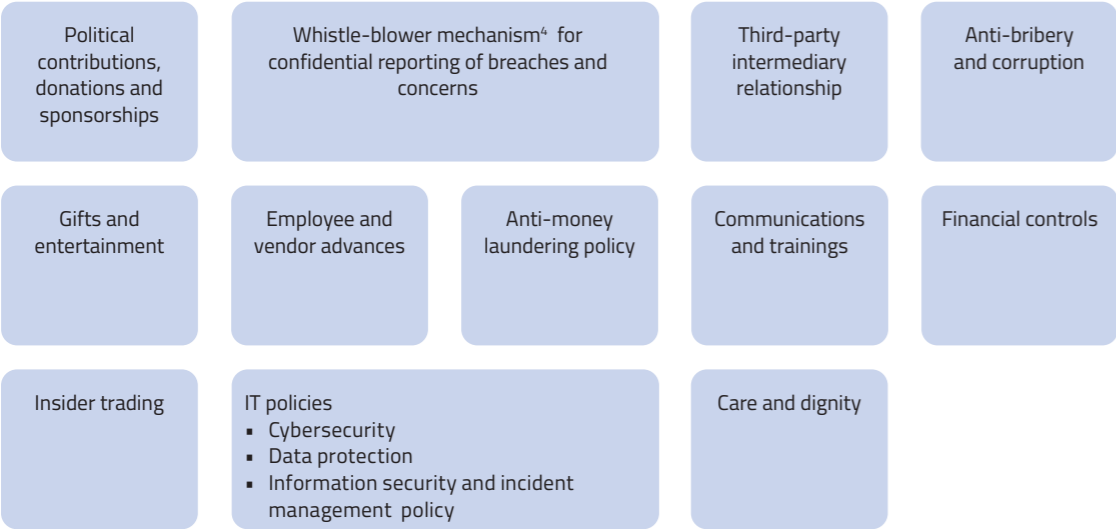 Political
contributions,
donations and
sponsorships
Whistle-blower mechanism⁴ for
confidential reporting of breaches and
concerns
Third-party
intermediary
relationship
Anti-bribery
and corruption
Gifts and
entertainment
Employee and
vendor advances
Anti-money
laundering policy
Communications
and trainings
Financial controls
Insider trading
IT policies
▪ Cybersecurity
▪ Data protection
▪ Information security and incident
management policy
Care and dignity